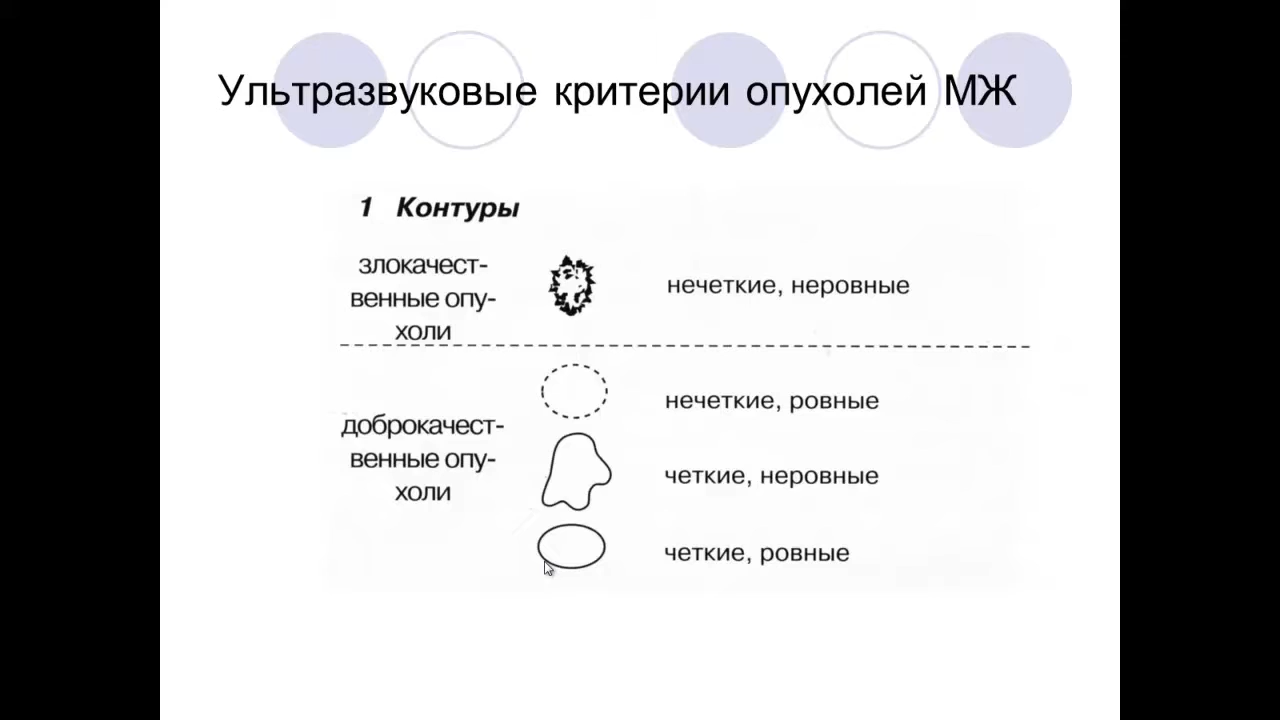 Ультразвуковые критерии опухолей МЖ
1 Контуры
злокачест-
венные опу-
холи
нечеткие, неровные
доброкачест-
венные опу-
холи
нечеткие, ровные
четкие, неровные
четкие, ровные